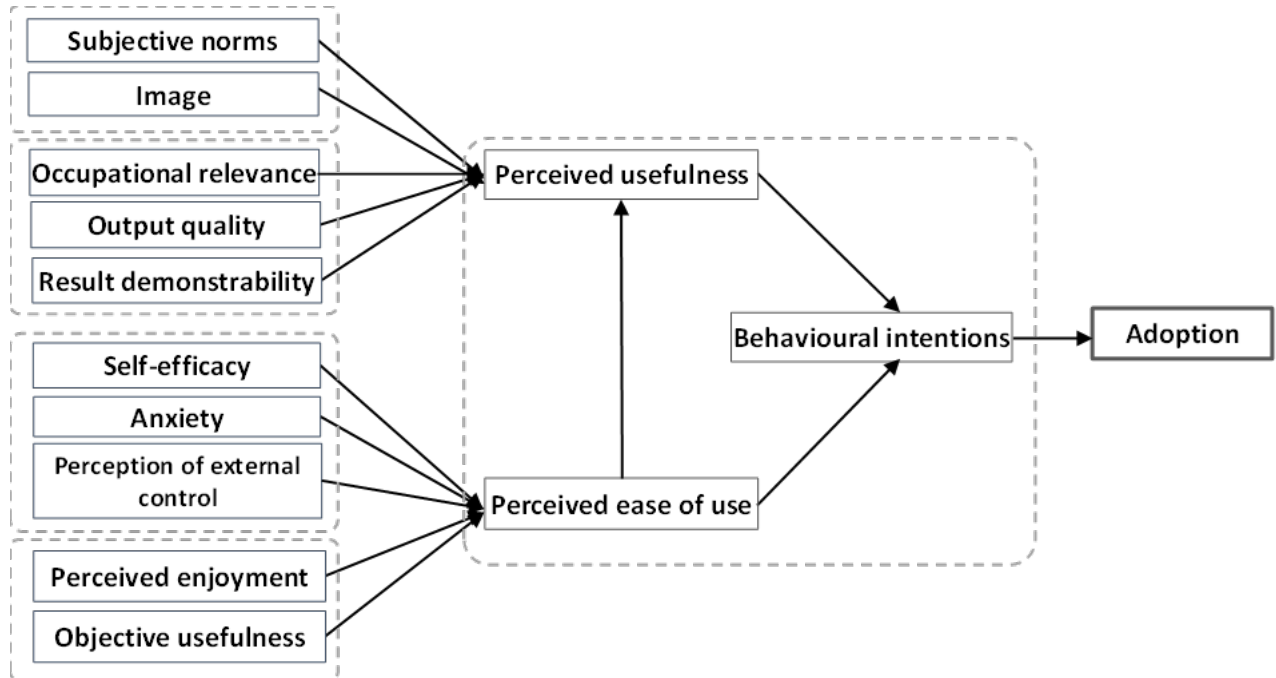 Subjective norms
Image
Occupational relevance
Output quality
Result demonstrability
Self-efficacy
Anxiety
Perception of external
control
Perceived enjoyment
Objective usefulness
Perceived usefulness
Perceived ease of use
Behavioural intentions
Adoption